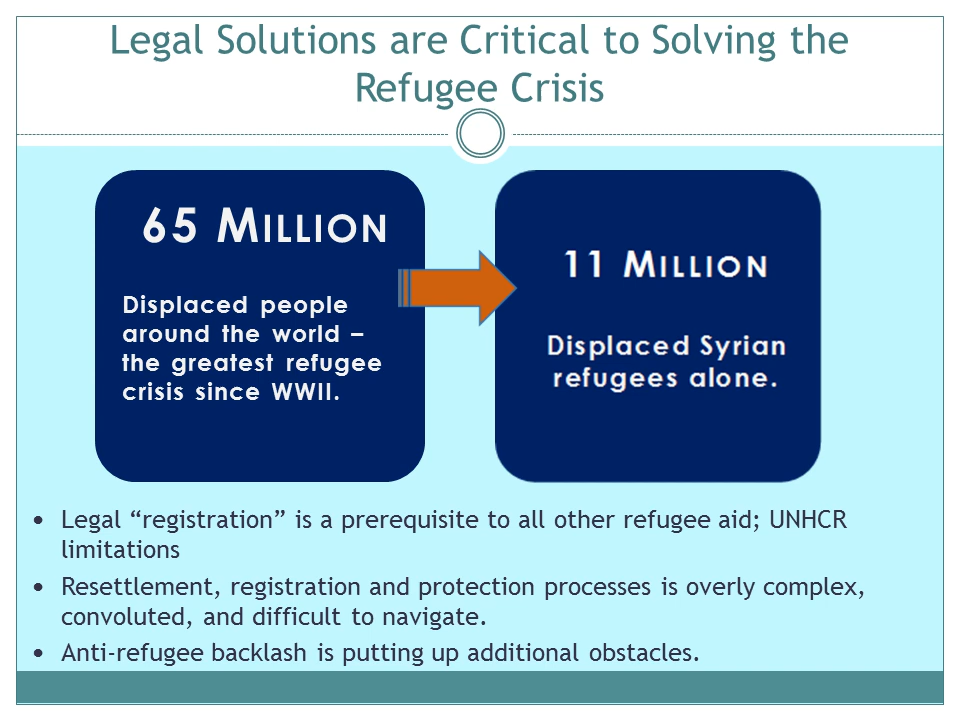 Legal Solutions are Critical to Solving the
Refugee Crisis
65 MILLION
Displaced people
around the world –
the greatest refugee
crisis since WWII.
11 MILLION
Displaced Syrian
refugees alone.
• Legal “registration” is a prerequisite to all other refugee aid; UNHCR
limitations
• Resettlement, registration and protection processes is overly complex,
convoluted, and difficult to navigate.
• Anti-refugee backlash is putting up additional obstacles.